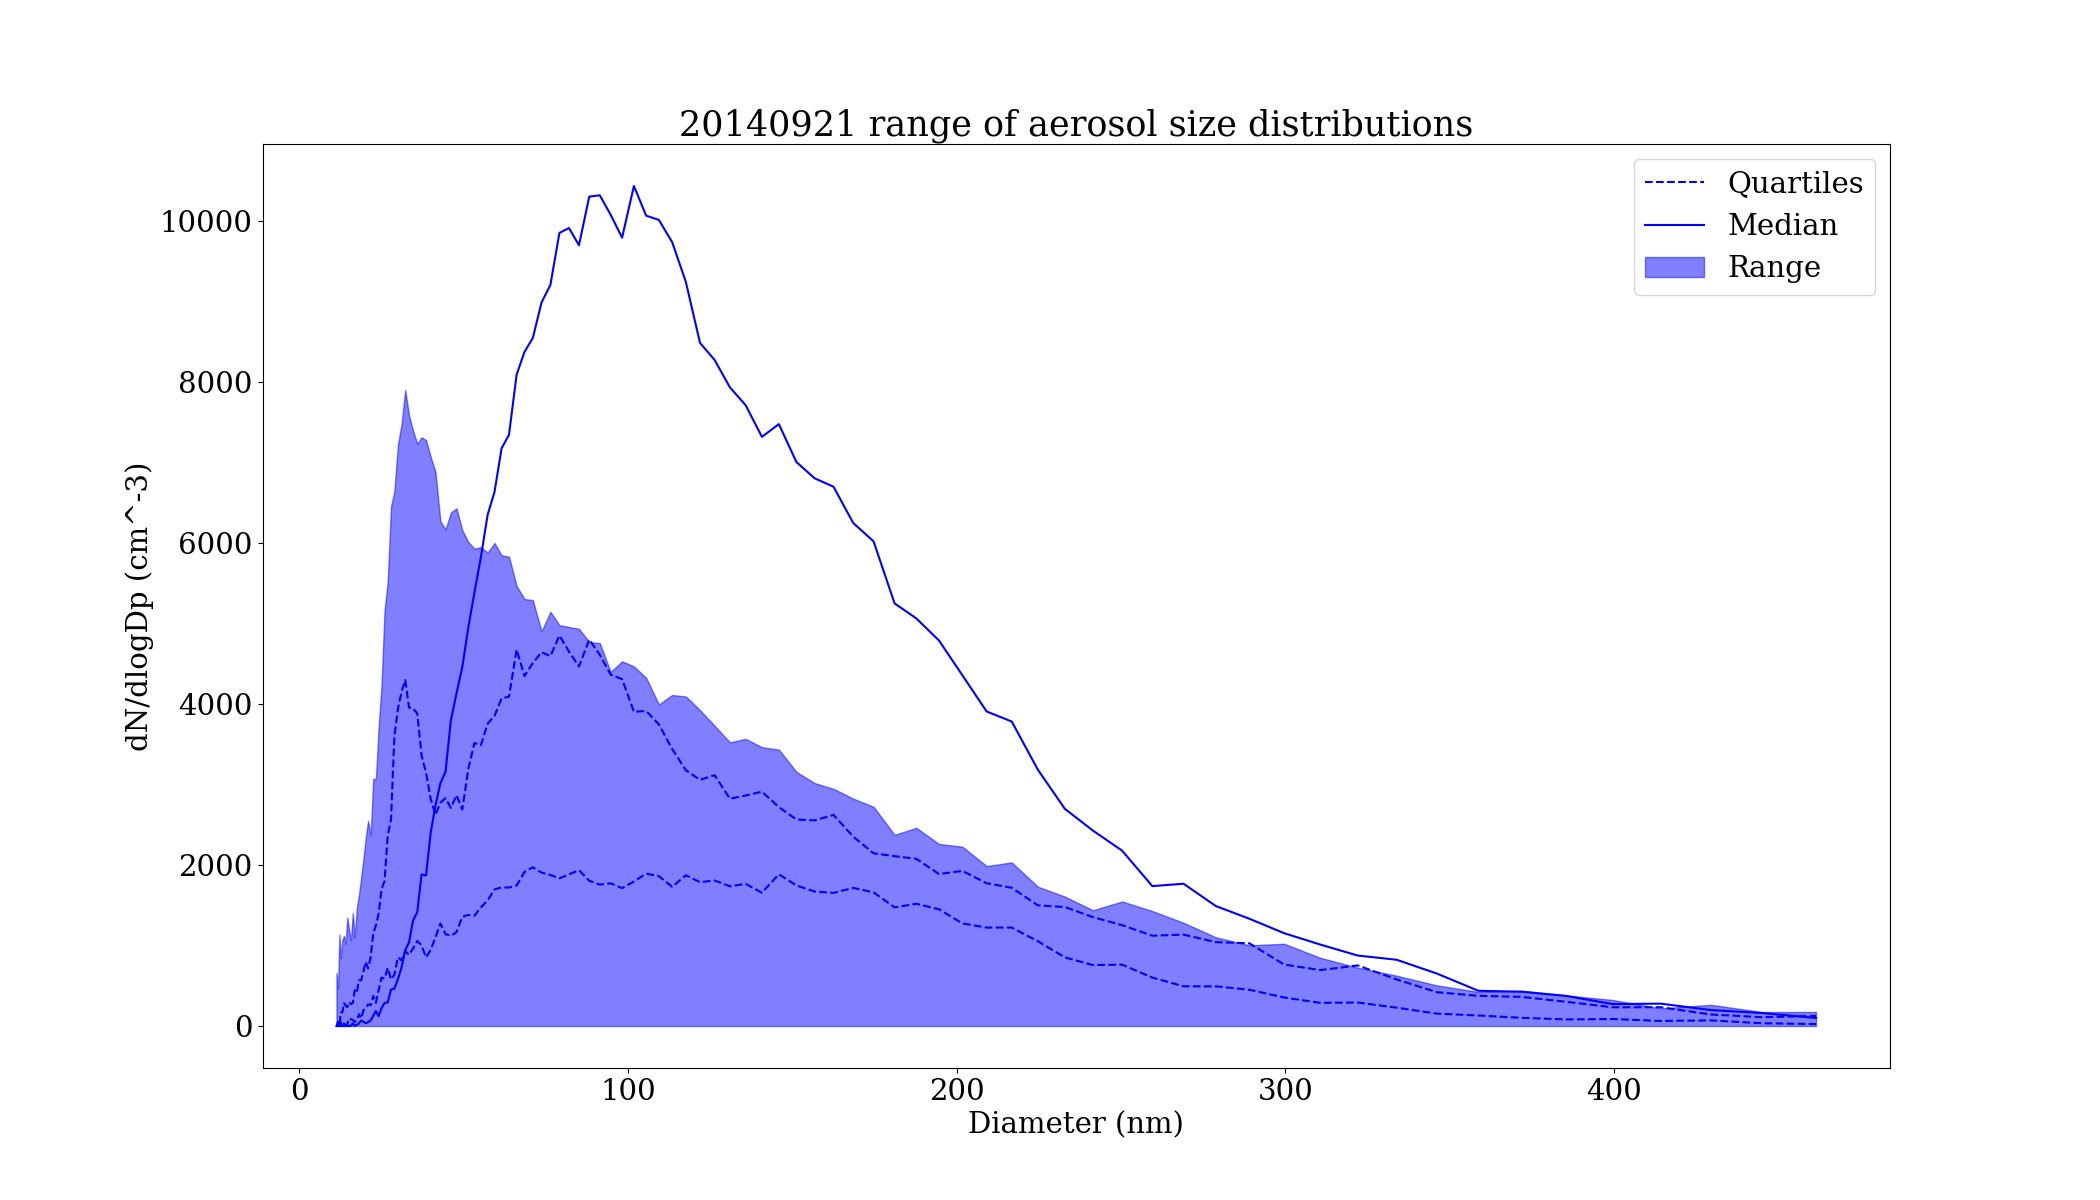 20140921 range of aerosol size distributions
Quartiles
Median
Range
10000
8000
6000
4000
2000
0
dN/dlogDp (cm^-3)
0 100 200 300 400
Diameter (nm)